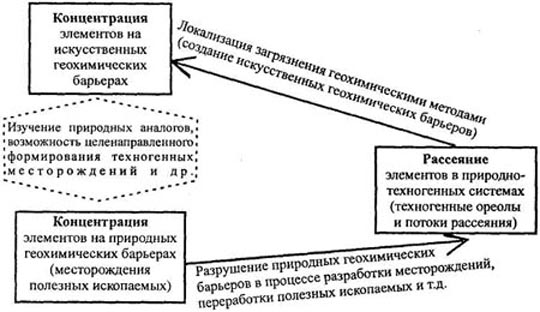 Концентрация
элементов на
искусственных
геохимических
барьерах
Локализация загрязнения геохимическими методами
(создание искусственных геохимических барьеров)
Изучение природных аналогов,
возможность целенаправленного
формирования техногенных
месторождений и др.
Рассеяние
элементов в природно-
техногенных системах
(техногенные ореолы
и потоки рассеяния)
Концентрация
элементов на природных
геохимических барьерах
(месторождения
полезных ископаемых)
Разрушение природных геохимических
барьеров в процессе разработки месторождений,
переработки полезных ископаемых и т.д.